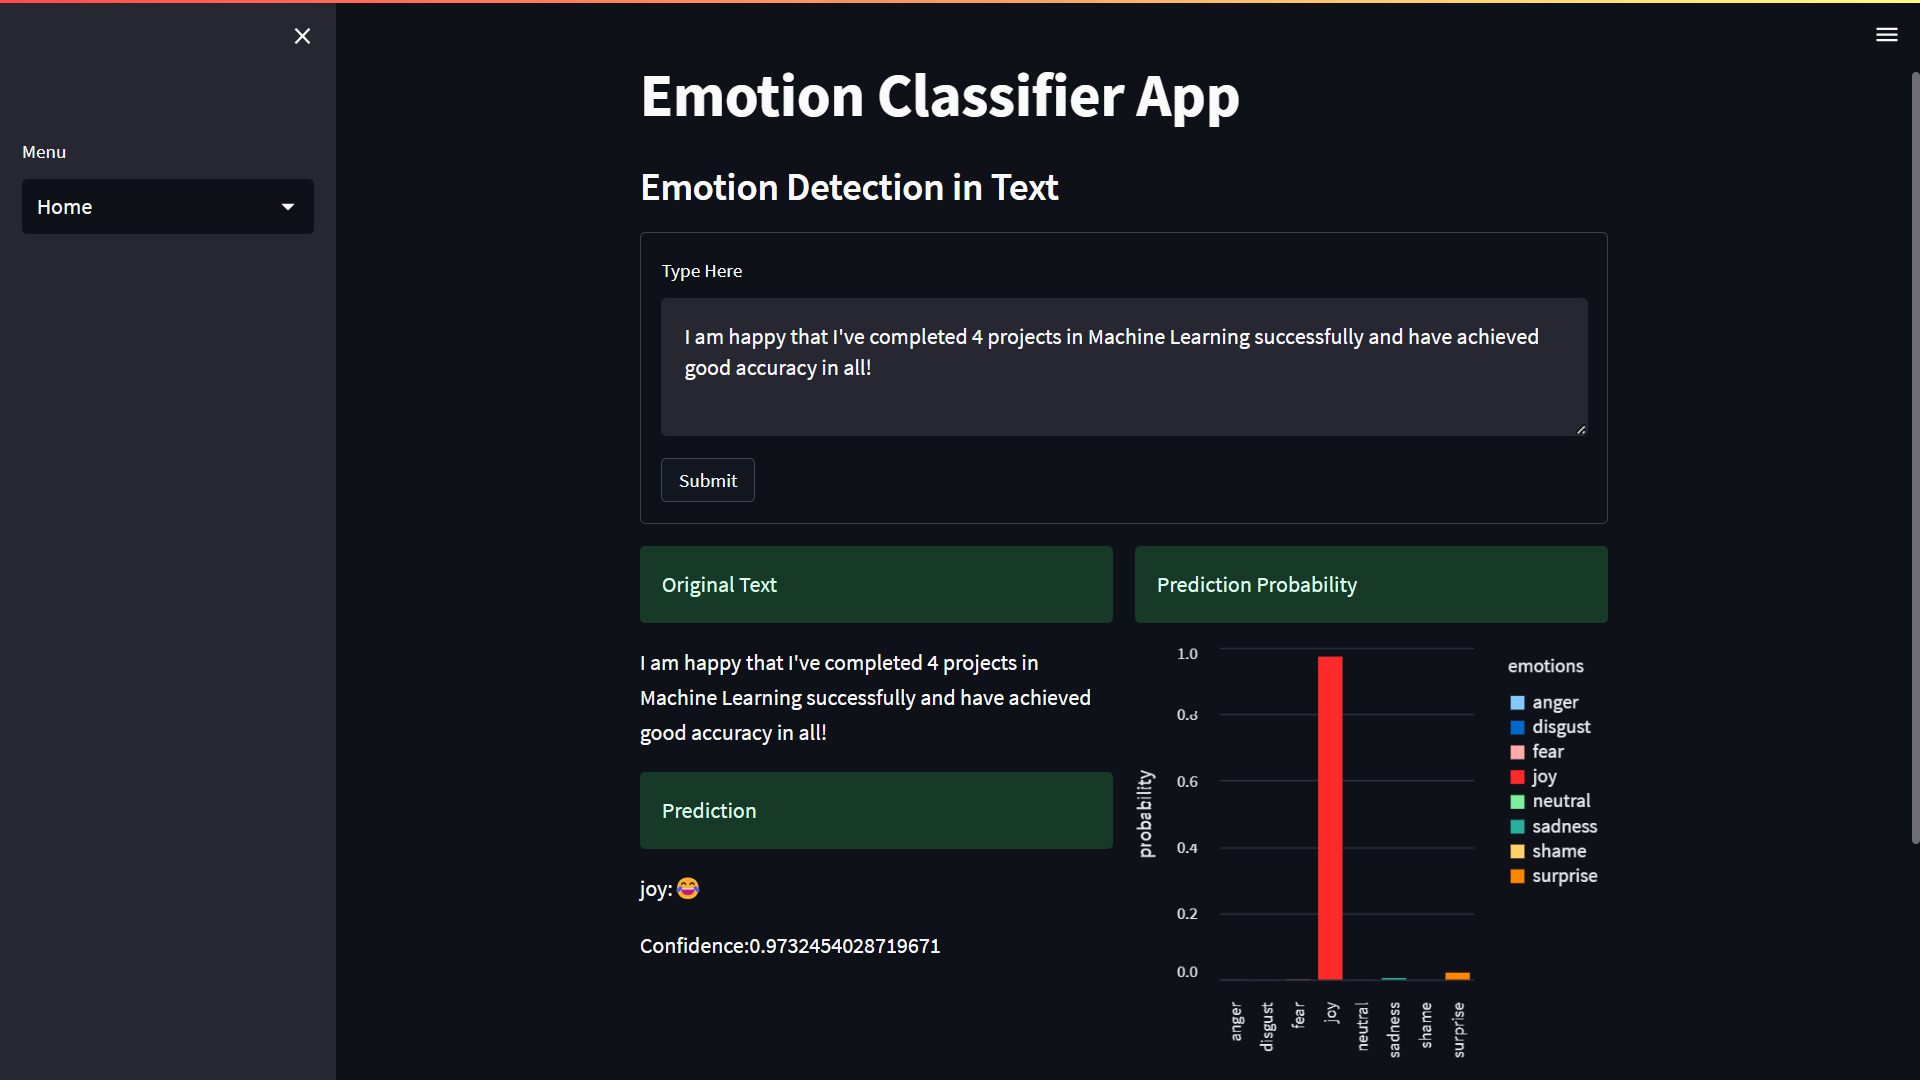 Menu
Home
Emotion Classifier App
Emotion Detection in Text
Type Here
I am happy that I've completed 4 projects in Machine Learning successfully and have achieved
good accuracy in all!
Submit
Original Text
I am happy that I've completed 4 projects in
Machine Learning successfully and have achieved
good accuracy in all!
Prediction
joy:😂
Confidence:0.9732454028719671
Prediction Probability
probability
1.0
0.8
0.6
0.4
0.2
0.0
anger
disgust
fear
joy
neutral
sadness
shame
surprise
emotions
anger
disgust
fear
joy
neutral
sadness
shame
surprise